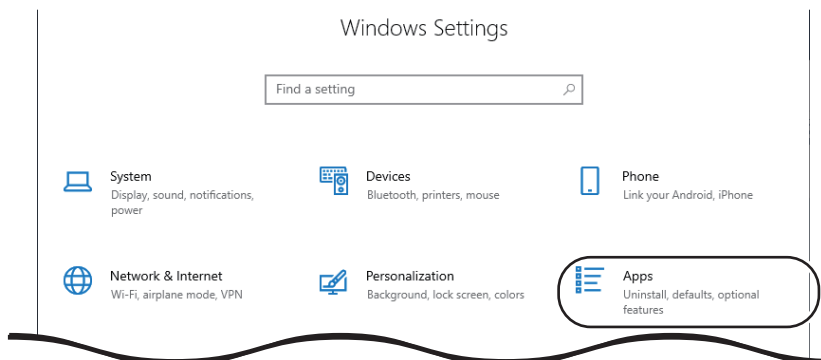 Windows Settings
Find a setting
System
Display, sound, notifications,
power
Devices
Bluetooth, printers, mouse
Phone
Link your Android, iPhone
Network & Internet
Wi-Fi, airplane mode, VPN
Personalization
Background, lock screen, colors
Apps
Uninstall, defaults, optional
features